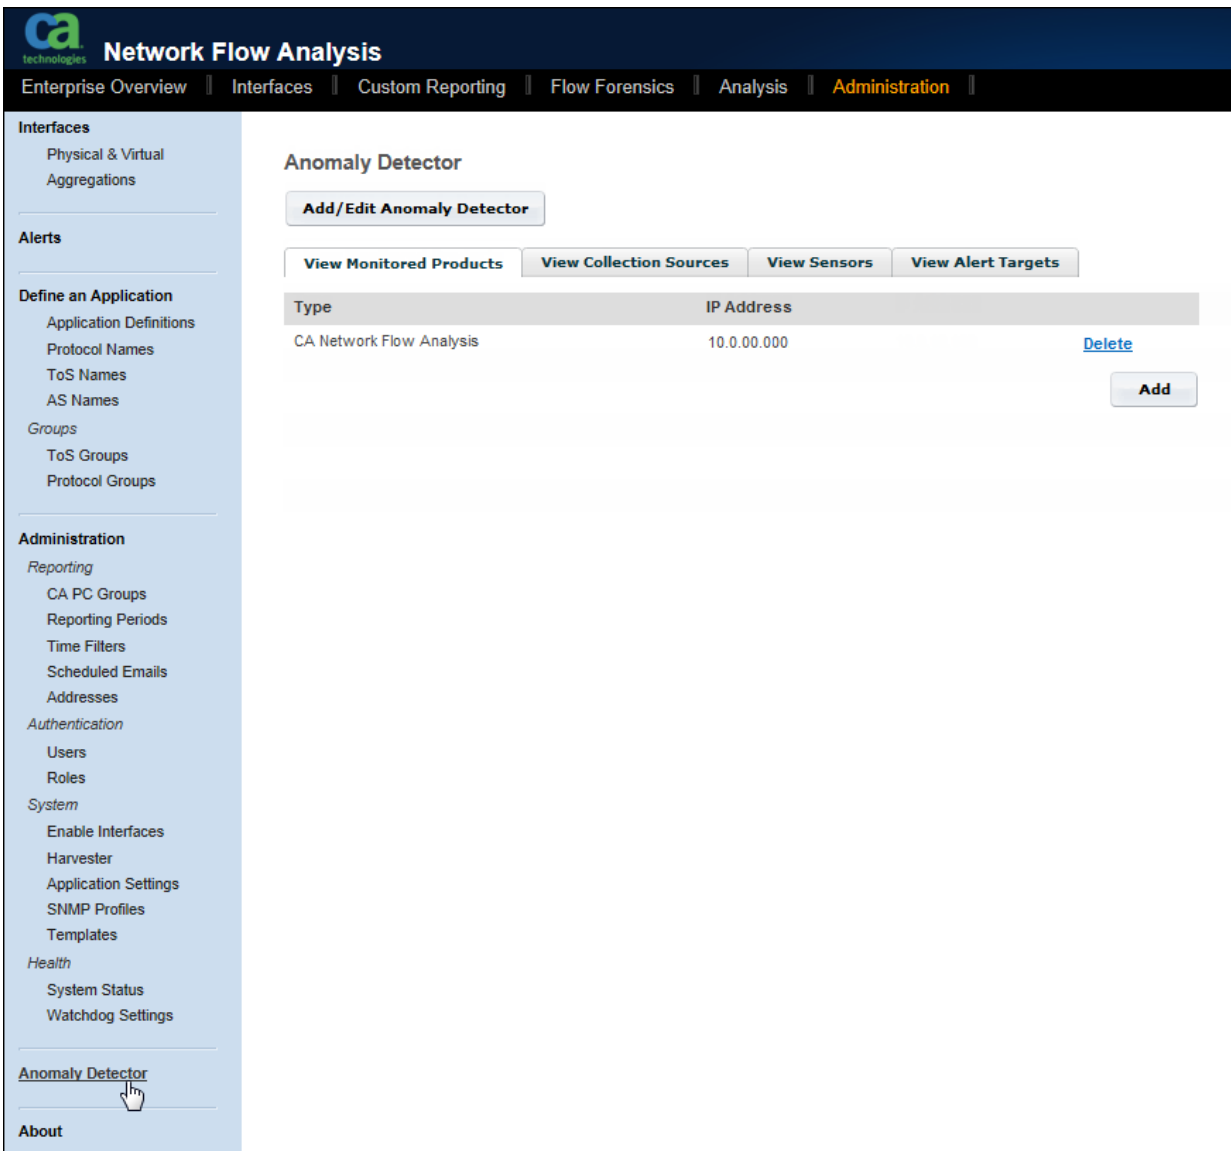 ca
technologies
Network Flow Analysis
Enterprise Overview Interfaces Custom Reporting Flow Forensics Analysis Administration
Interfaces
Physical & Virtual
Aggregations
Alerts
Define an Application
Application Definitions
Protocol Names
ToS Names
AS Names
Groups
ToS Groups
Protocol Groups
Administration
Reporting
CA PC Groups
Reporting Periods
Time Filters
Scheduled Emails
Addresses
Authentication
Users
Roles
System
Enable Interfaces
Harvester
Application Settings
SNMP Profiles
Templates
Health
System Status
Watchdog Settings
Anomaly Detector
About
Anomaly Detector
Add/Edit Anomaly Detector
View Monitored Products View Collection Sources View Sensors View Alert Targets
Type IP Address
CA Network Flow Analysis 10.0.00.000 Delete
Add